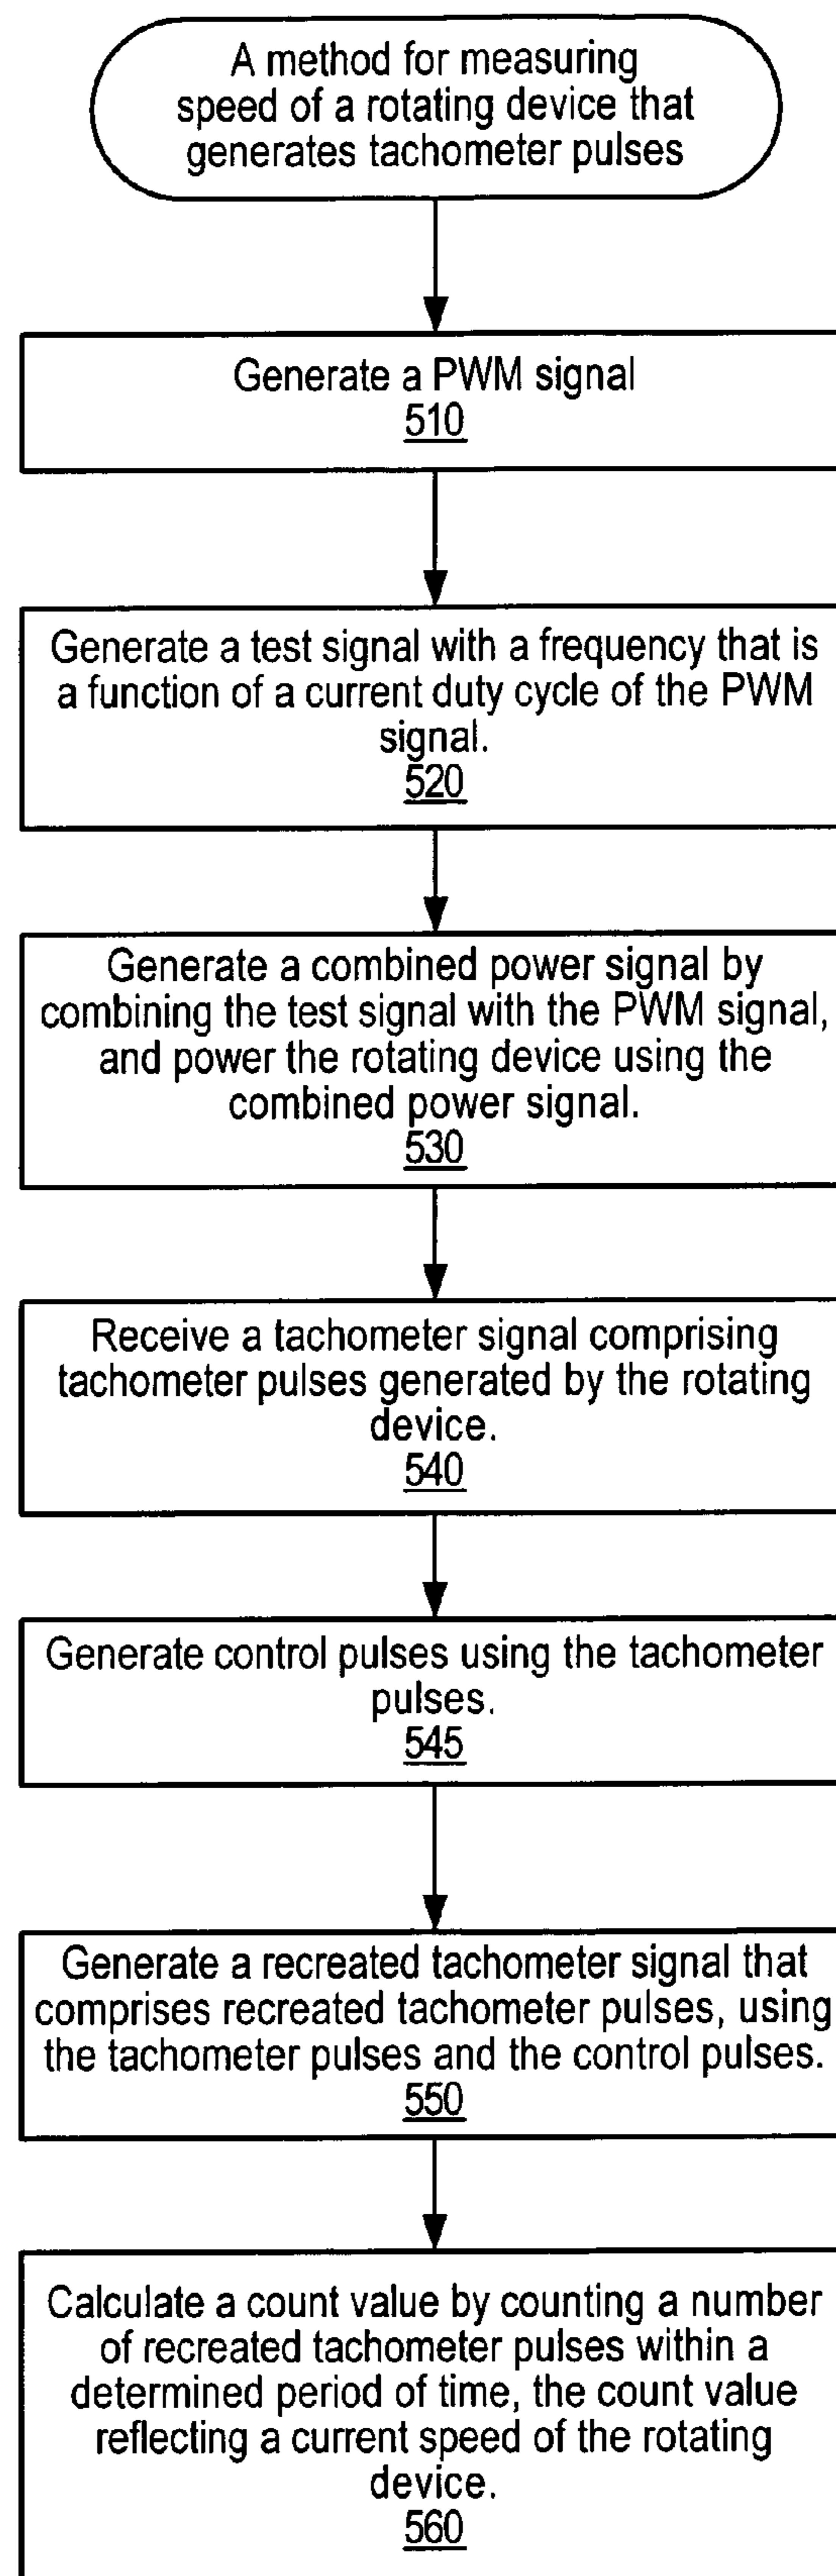 A method for measuring
speed of a rotating device that
generates tachometer pulses
Generate a PWM signal
510
Generate a test signal with a frequency that is
a function of a current duty cycle of the PWM
signal.
520
Generate a combined power signal by
combining the test signal with the PWM signal,
and power the rotating device using the
combined power signal.
530
Receive a tachometer signal comprising
tachometer pulses generated by the rotating
device.
540
Generate control pulses using the tachometer
pulses.
545
Generate a recreated tachometer signal that
comprises recreated tachometer pulses, using
the tachometer pulses and the control pulses.
550
Calculate a count value by counting a number
of recreated tachometer pulses within a
determined period of time, the count value
reflecting a current speed of the rotating
device.
560